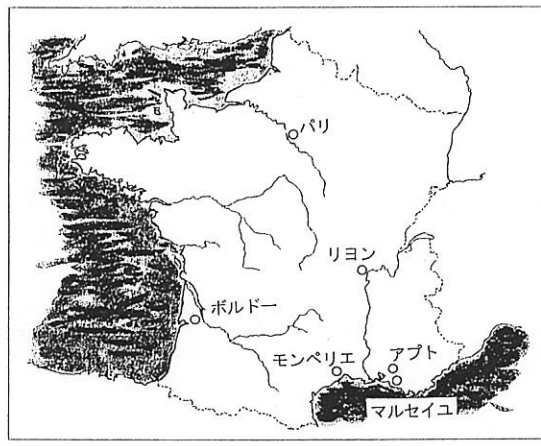 パリ
リヨン
ボルドー
モンペリエ
アプト
マルセイユ